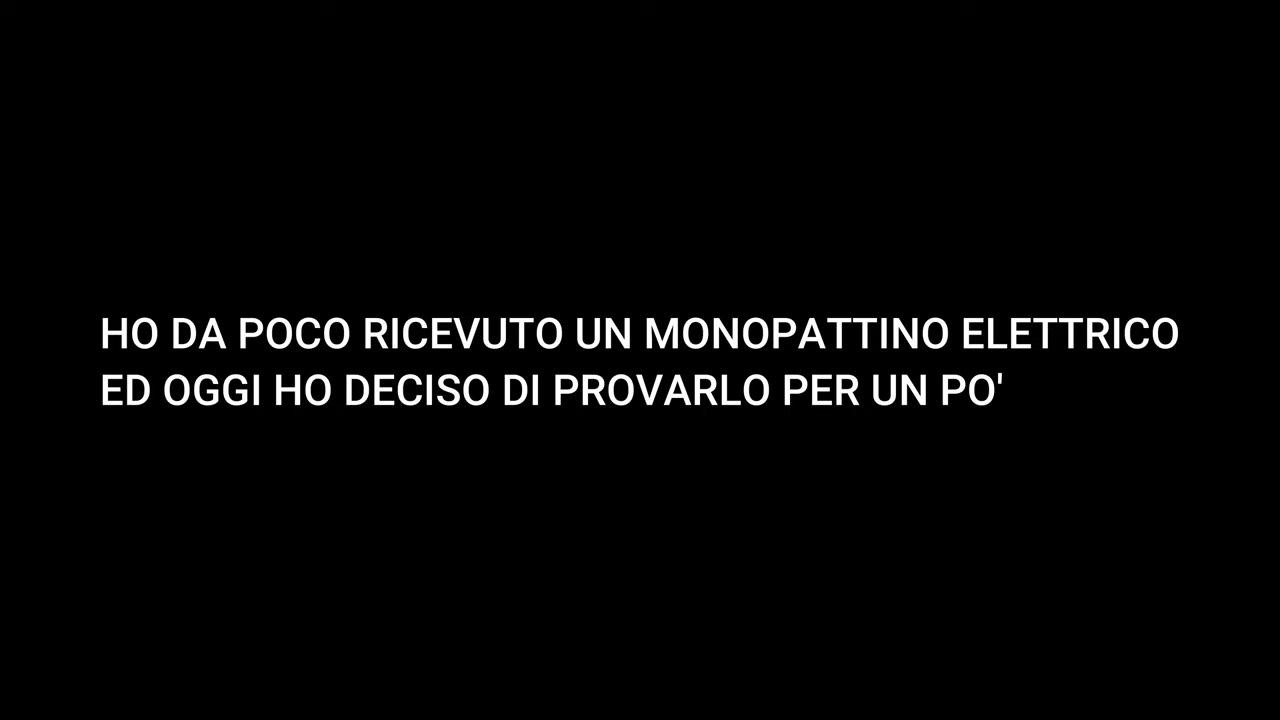 HO DA POCO RICEVUTO UN MONOPATTINO ELETTRICO
ED OGGI HO DECISO DI PROVARLO PER UN PO'